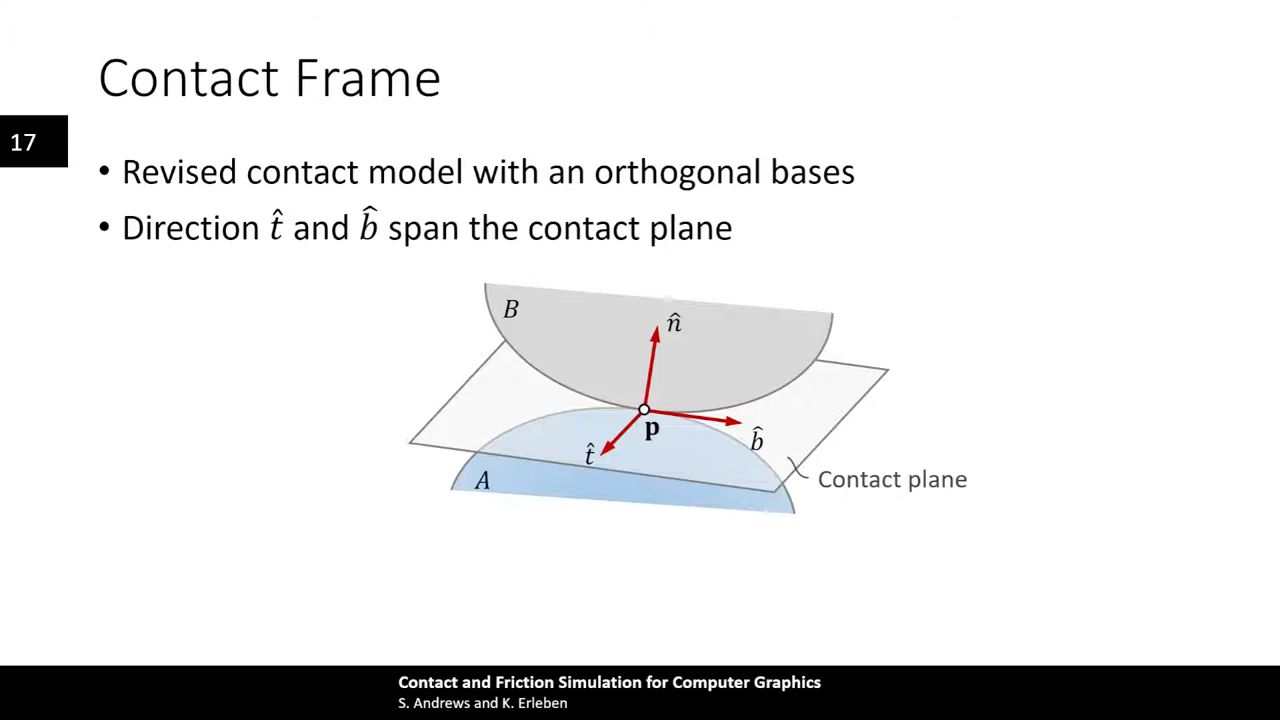 Contact Frame
17
• Revised contact model with an orthogonal bases
• Direction t̂ and b̂ span the contact plane
B
n̂
p
b̂
t̂
A
Contact plane
Contact and Friction Simulation for Computer Graphics
S. Andrews and K. Erleben